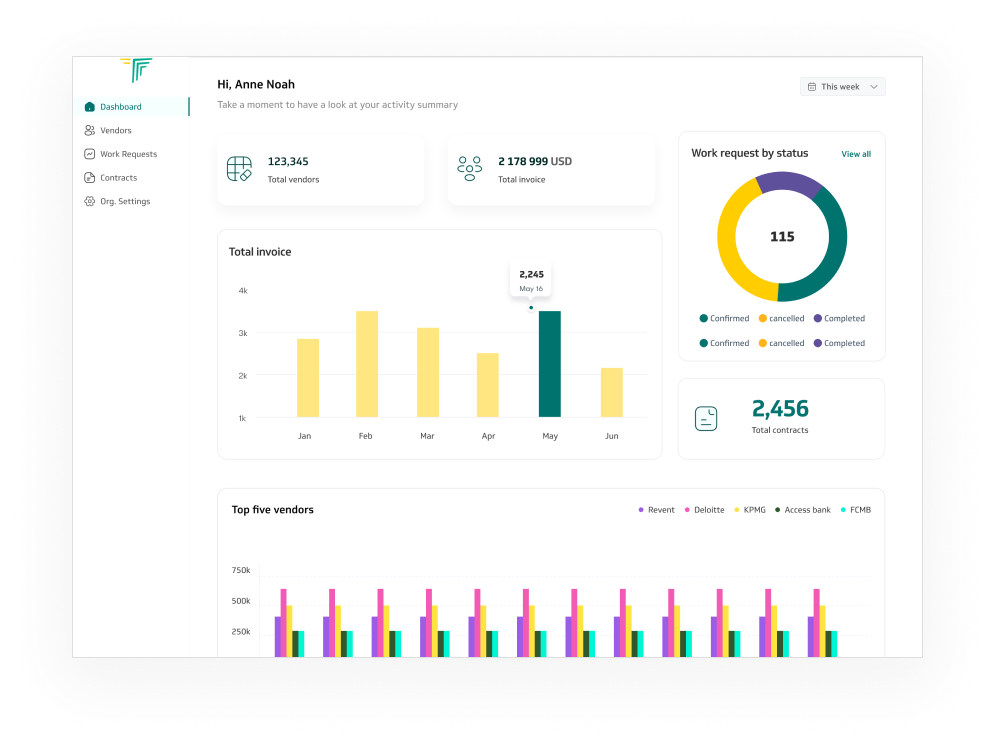 Hi, Anne Noah
Take a moment to have a look at your activity summary
This week
Dashboard
Vendors
Work Requests
Contracts
Org. Settings
123,345
Total vendors
2 178 999 USD
Total invoice
Work request by status
View all
115
Confirmed cancelled Completed
Confirmed cancelled Completed
Total invoice
2,245
May 16
4k
3k
2k
1k
Jan Feb Mar Apr May Jun
2,456
Total contracts
Top five vendors
Revent Deloitte KPMG Access bank FCMB
750k
500k
250k